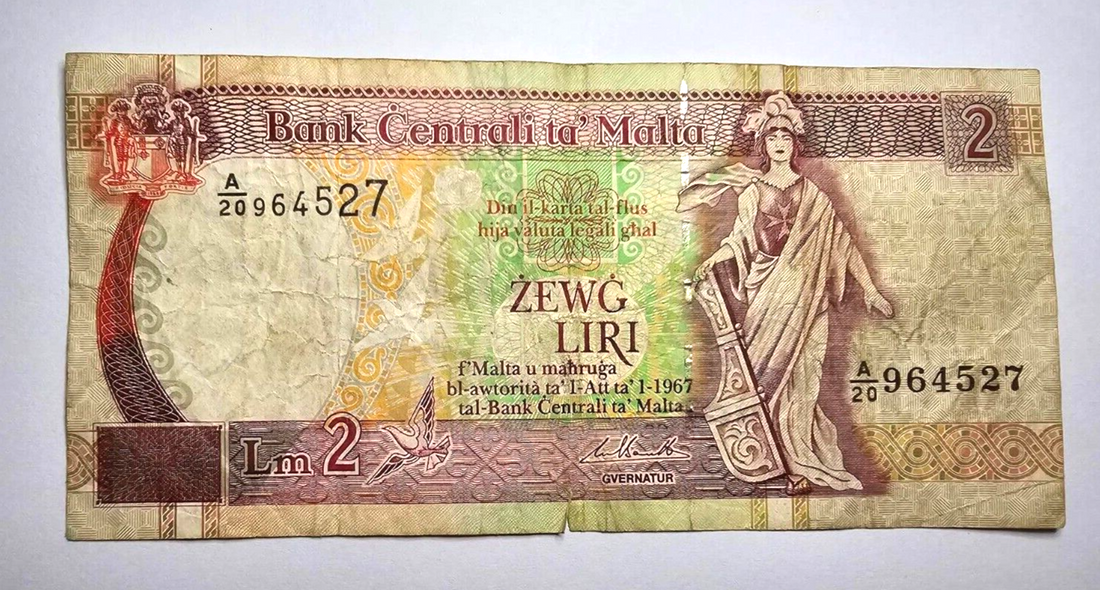 Bank Ċentrali ta' Malta
2
A/20 964527
Din il-karta tal-flus
hija valuta legali għal
ŻEWĠ
LIRI
f'Malta u maħruġa
bl-awtorità ta' l-Att ta' l-1967
tal-Bank Ċentrali ta' Malta.
A/20 964527
Lm 2
GVERNATUR